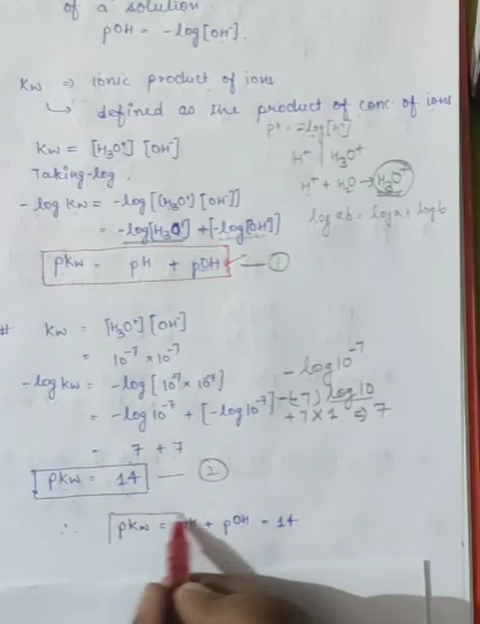 of a solution
pOH = -log[OH-].
Kw => ionic product of ions
↳ defined as the product of conc. of ions
pH = -log[H+]
Kw = [H3O+] [OH-]
H+ | H3O+
Taking -log.
H+ + H2O → H3O+
-log Kw = -log[(H3O+] [OH-]]
log ab = log a + log b
= -log[H3O+] + [-log[OH-]]
pKw = pH + pOH — ①
# Kw = [H3O+] [OH-]
= 10-7 × 10-7
-log 10-7
-log Kw = -log [10-7 × 10-7]
-(-7) log 10
= -log 10-7 + [-log 10-7]
+7 × 1 => 7
= 7 + 7
pKw = 14 — ②
∴ pKw = + pOH = 14